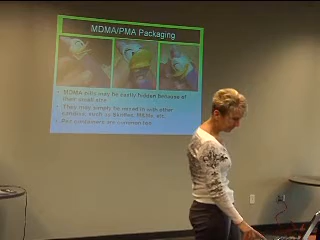 MDMA/PMA Packaging
• MDMA pills may be easily hidden because of
their small size
• They may simply be mixed in with other
candies, such as Skittles, M&Ms, etc.
• Pez containers are common too